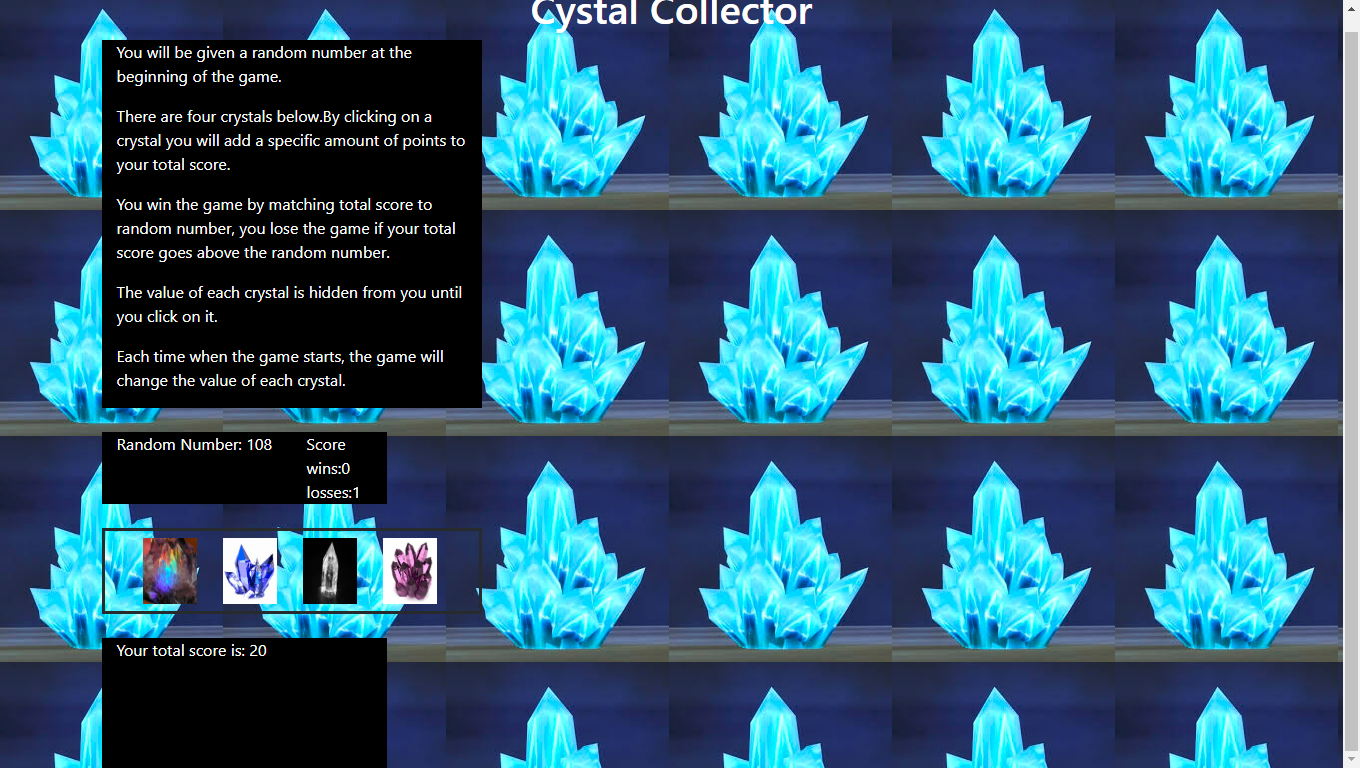 Cystal Collector
You will be given a random number at the
beginning of the game.
There are four crystals below.By clicking on a
crystal you will add a specific amount of points to
your total score.
You win the game by matching total score to
random number, you lose the game if your total
score goes above the random number.
The value of each crystal is hidden from you until
you click on it.
Each time when the game starts, the game will
change the value of each crystal.
Random Number: 108
Score
wins:0
losses:1
Your total score is: 20